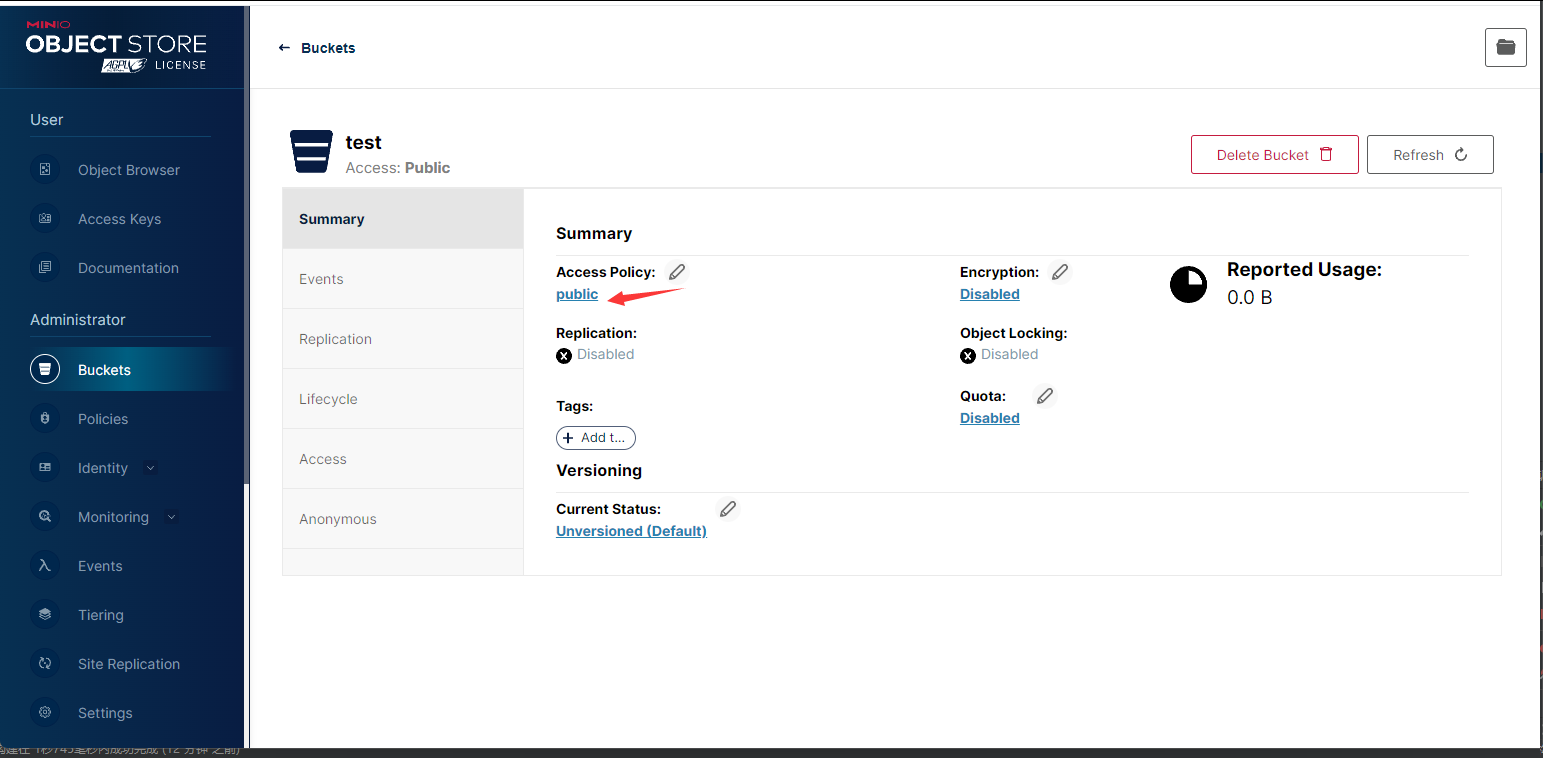 MINIO
OBJECT STORE
AGPLv3 LICENSE
User
Object Browser
Access Keys
Documentation
Administrator
Buckets
Policies
Identity
Monitoring
Events
Tiering
Site Replication
Settings
Buckets
test
Access: Public
Delete Bucket
Refresh
Summary
Events
Replication
Lifecycle
Access
Anonymous
Summary
Access Policy:
public
Encryption:
Disabled
Reported Usage:
0.0 B
Replication:
Disabled
Object Locking:
Disabled
Tags:
Add t...
Quota:
Disabled
Versioning
Current Status:
Unversioned (Default)